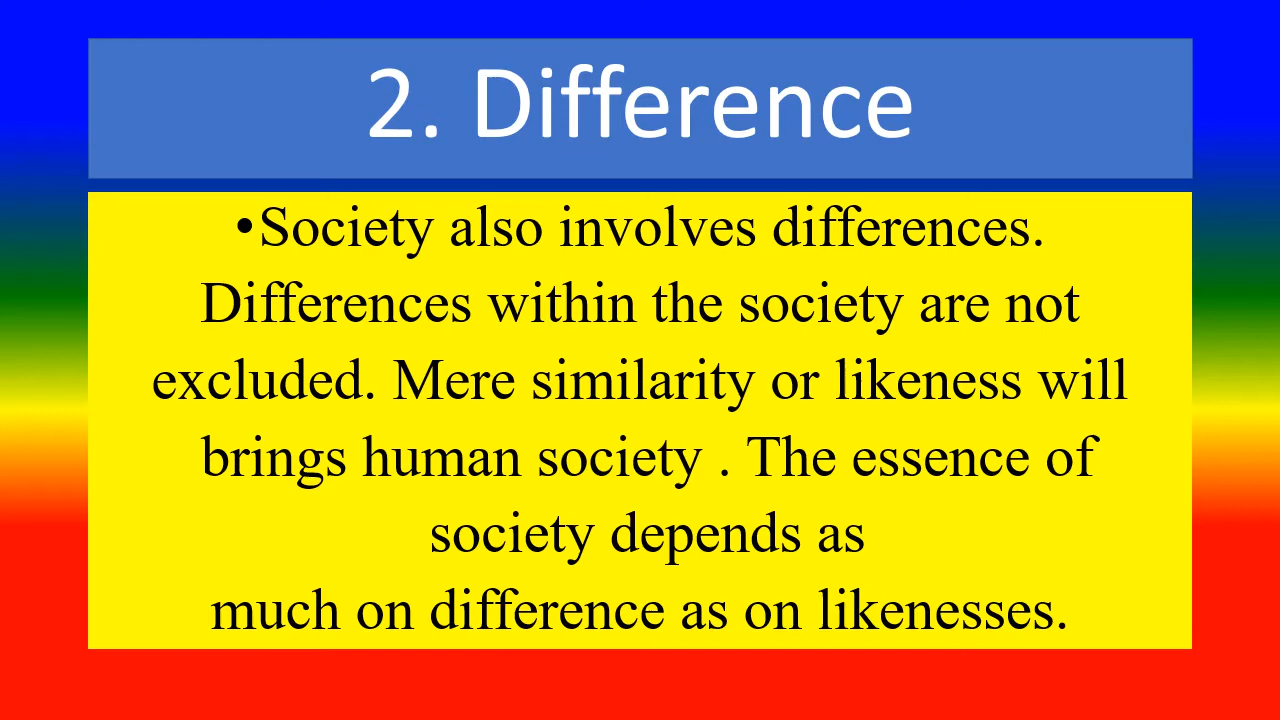 2. Difference
•Society also involves differences.
Differences within the society are not
excluded. Mere similarity or likeness will
brings human society . The essence of
society depends as
much on difference as on likenesses.